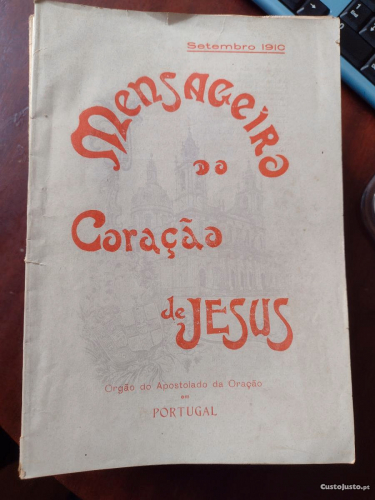 Setembro 1910
MENSAGEIRO
DO
CORAÇÃO
de JESUS
Orgão do Apostolado da Oração
em
PORTUGAL
CustoJusto.pt